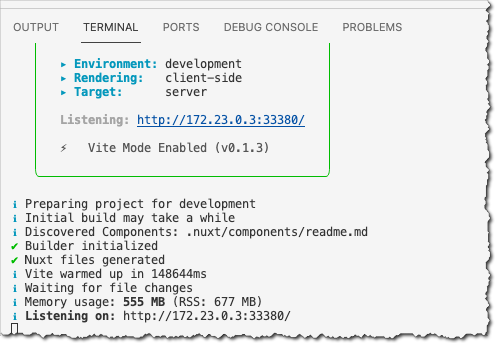 OUTPUT TERMINAL PORTS DEBUG CONSOLE PROBLEMS
▸ Environment: development
▸ Rendering: client-side
▸ Target: server
Listening: http://172.23.0.3:33380/
⚡ Vite Mode Enabled (v0.1.3)
ℹ Preparing project for development
ℹ Initial build may take a while
ℹ Discovered Components: .nuxt/components/readme.md
✔ Builder initialized
✔ Nuxt files generated
ℹ Vite warmed up in 148644ms
ℹ Waiting for file changes
ℹ Memory usage: 555 MB (RSS: 677 MB)
ℹ Listening on: http://172.23.0.3:33380/